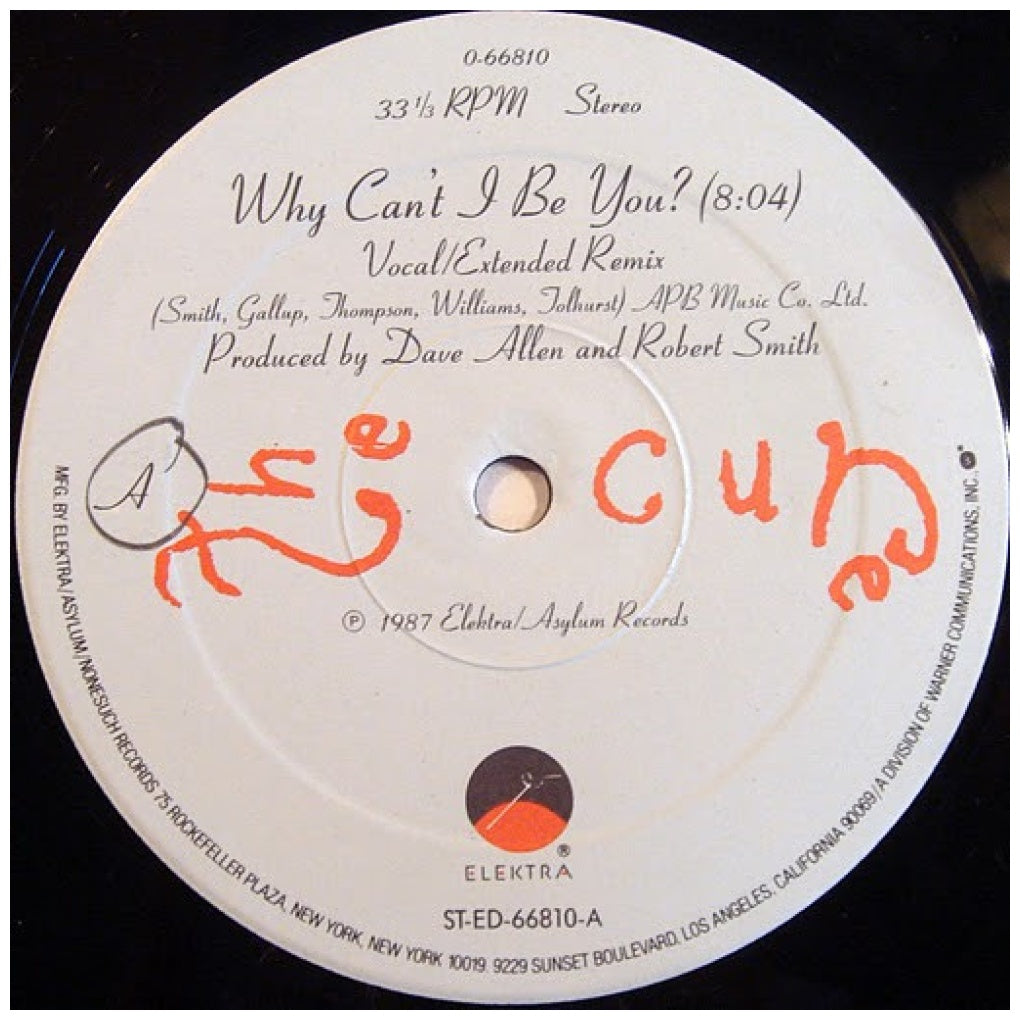 0-66810
33 1/3 RPM Stereo
Why Can't I Be You? (8:04)
Vocal/Extended Remix
(Smith, Gallup, Thompson, Williams, Tolhurst) APB Music Co. Ltd.
Produced by Dave Allen and Robert Smith
A
the cure
℗ 1987 Elektra/Asylum Records
ELEKTRA®
ST-ED-66810-A
MFG. BY ELEKTRA/ASYLUM/NONESUCH RECORDS, 75 ROCKEFELLER PLAZA, NEW YORK, NEW YORK 10019. 9229 SUNSET BOULEVARD, LOS ANGELES, CALIFORNIA 90069/A DIVISION OF WARNER COMMUNICATIONS, INC.